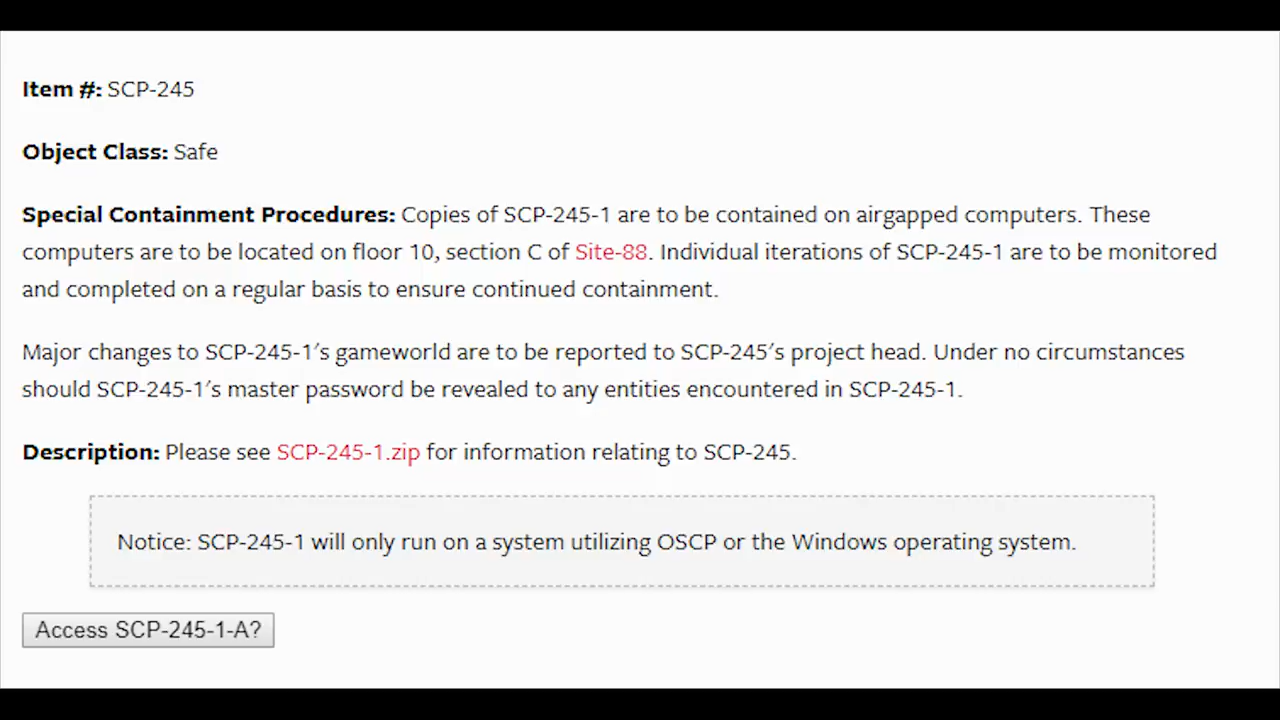 Item #: SCP-245
Object Class: Safe
Special Containment Procedures: Copies of SCP-245-1 are to be contained on airgapped computers. These
computers are to be located on floor 10, section C of Site-88. Individual iterations of SCP-245-1 are to be monitored
and completed on a regular basis to ensure continued containment.
Major changes to SCP-245-1′s gameworld are to be reported to SCP-245′s project head. Under no circumstances
should SCP-245-1′s master password be revealed to any entities encountered in SCP-245-1.
Description: Please see SCP-245-1.zip for information relating to SCP-245.
Notice: SCP-245-1 will only run on a system utilizing OSCP or the Windows operating system.
Access SCP-245-1-A?